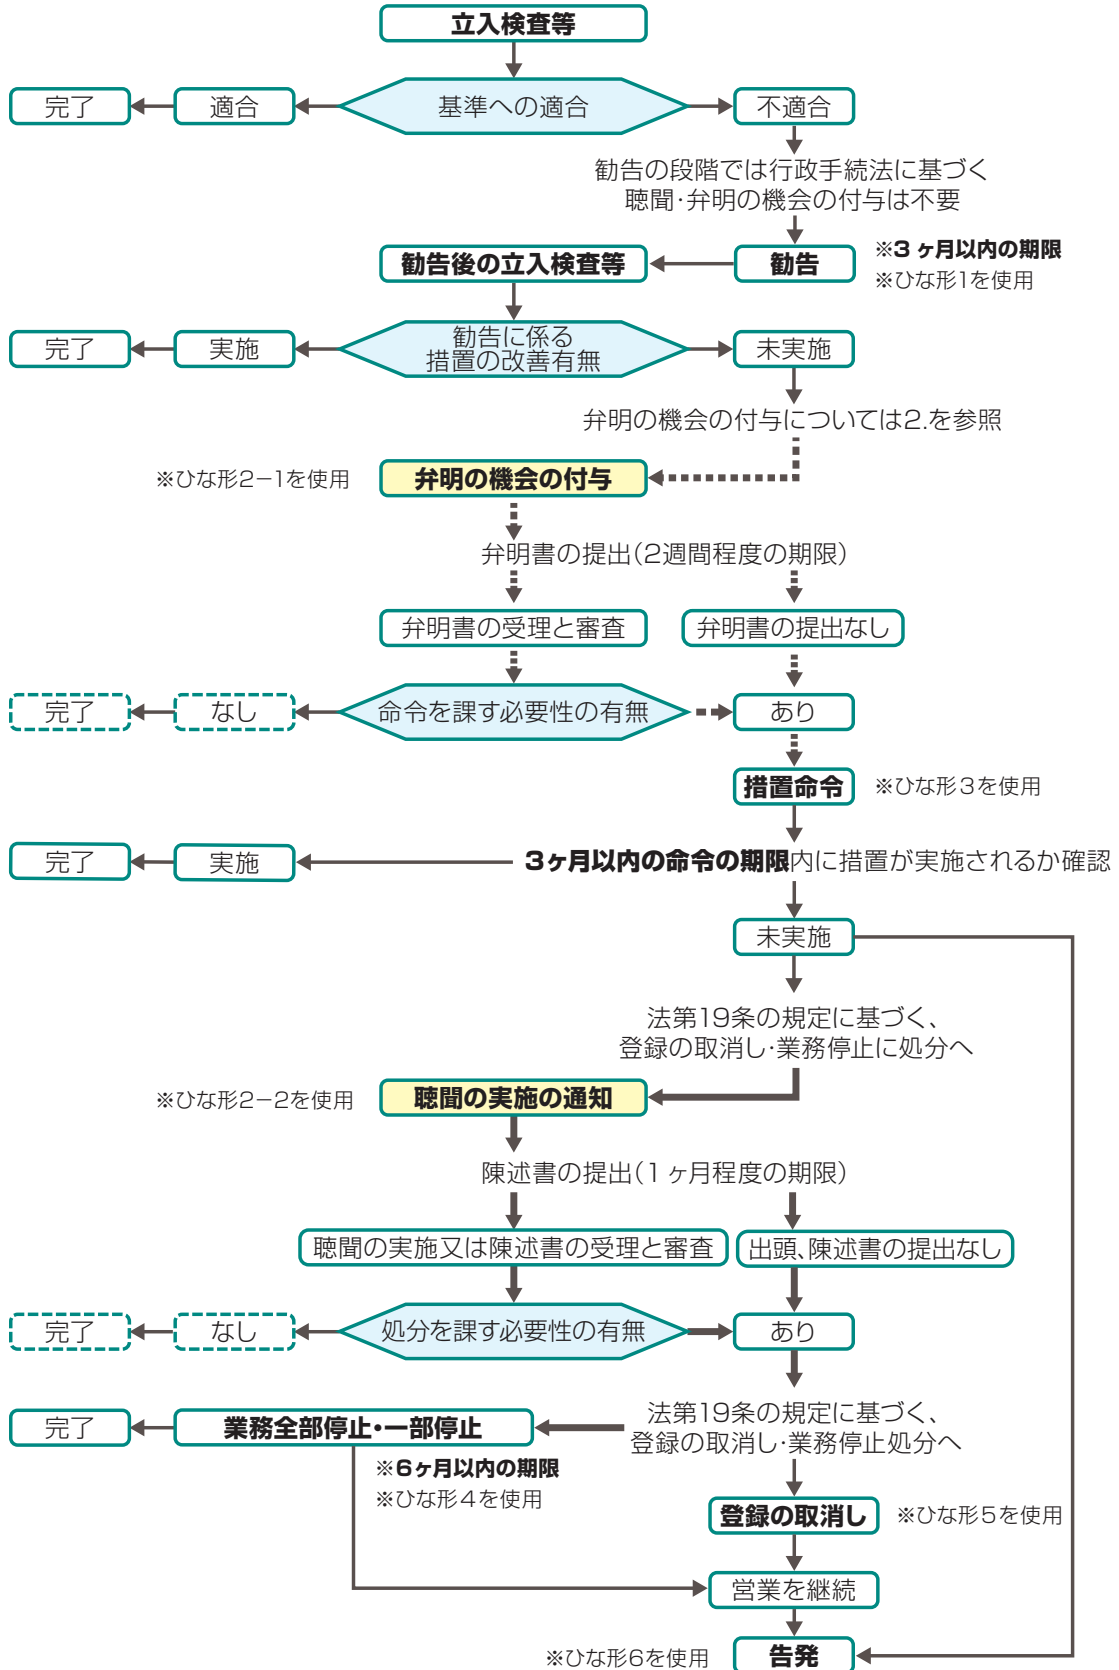 立入検査等
完了
適合
基準への適合
不適合
勧告の段階では行政手続法に基づく
聴聞・弁明の機会の付与は不要
勧告後の立入検査等
勧告
※3ヶ月以内の期限
※ひな形1を使用
完了
実施
勧告に係る
措置の改善有無
未実施
弁明の機会の付与については2.を参照
※ひな形2−1を使用
弁明の機会の付与
弁明書の提出（2週間程度の期限）
弁明書の受理と審査
弁明書の提出なし
完了
なし
命令を課す必要性の有無
あり
措置命令
※ひな形3を使用
完了
実施
3ヶ月以内の命令の期限内に措置が実施されるか確認
未実施
法第19条の規定に基づく、
登録の取消し・業務停止に処分へ
※ひな形2−2を使用
聴聞の実施の通知
陳述書の提出（1ヶ月程度の期限）
聴聞の実施又は陳述書の受理と審査
出頭、陳述書の提出なし
完了
なし
処分を課す必要性の有無
あり
完了
業務全部停止・一部停止
法第19条の規定に基づく、
登録の取消し・業務停止処分へ
※6ヶ月以内の期限
※ひな形4を使用
登録の取消し
※ひな形5を使用
営業を継続
※ひな形6を使用
告発